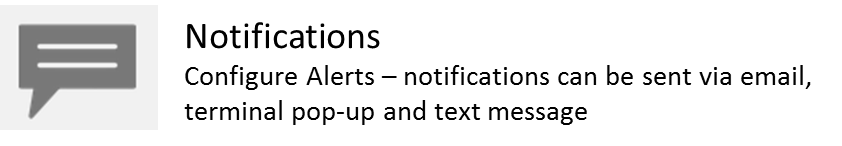 Notifications
Configure Alerts – notifications can be sent via email,
terminal pop-up and text message